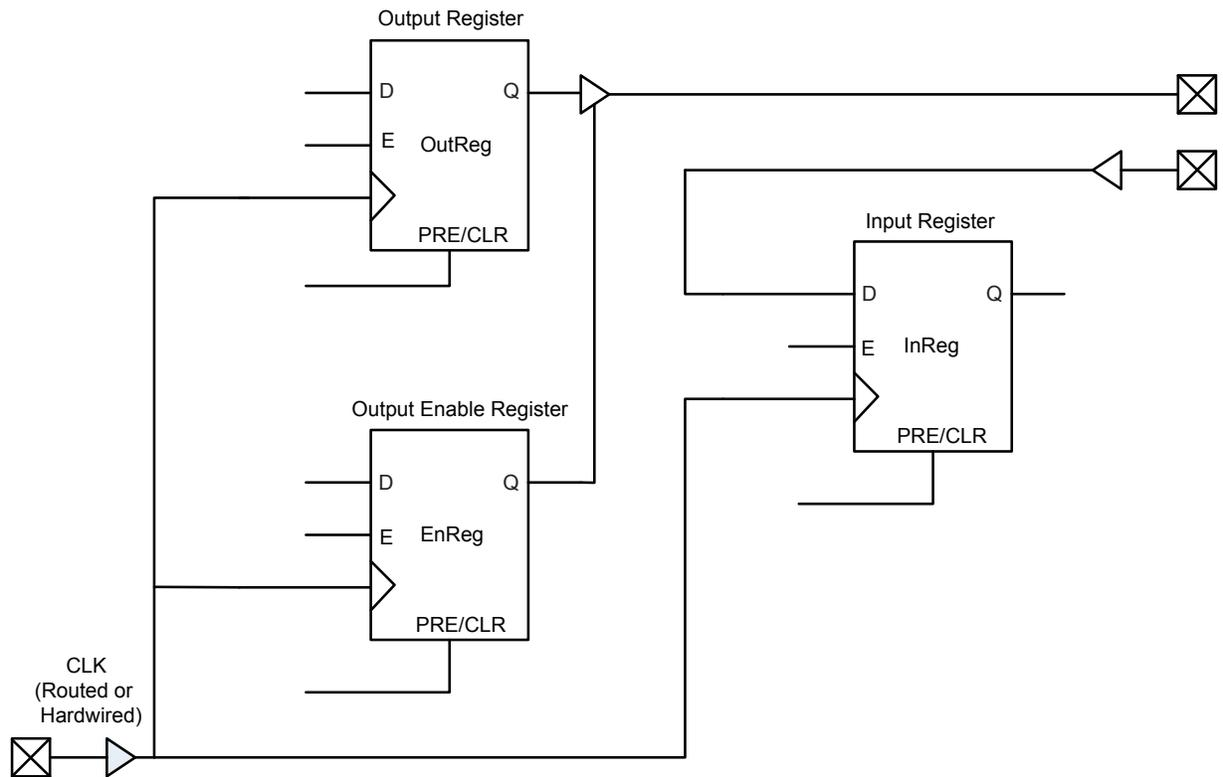 Output Register
D
Q
E
OutReg
PRE/CLR
Input Register
D
Q
E
InReg
PRE/CLR
Output Enable Register
D
Q
E
EnReg
PRE/CLR
CLK
(Routed or
Hardwired)